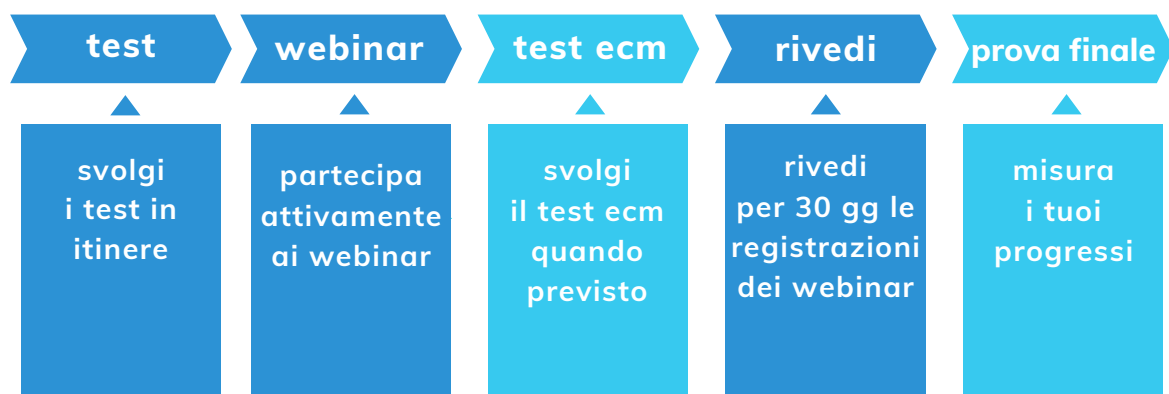 test
webinar
test ecm
rivedi
prova finale
svolgi
i test in
itinere
partecipa
attivamente
ai webinar
svolgi
il test ecm
quando
previsto
rivedi
per 30 gg le
registrazioni
dei webinar
misura
i tuoi
progressi